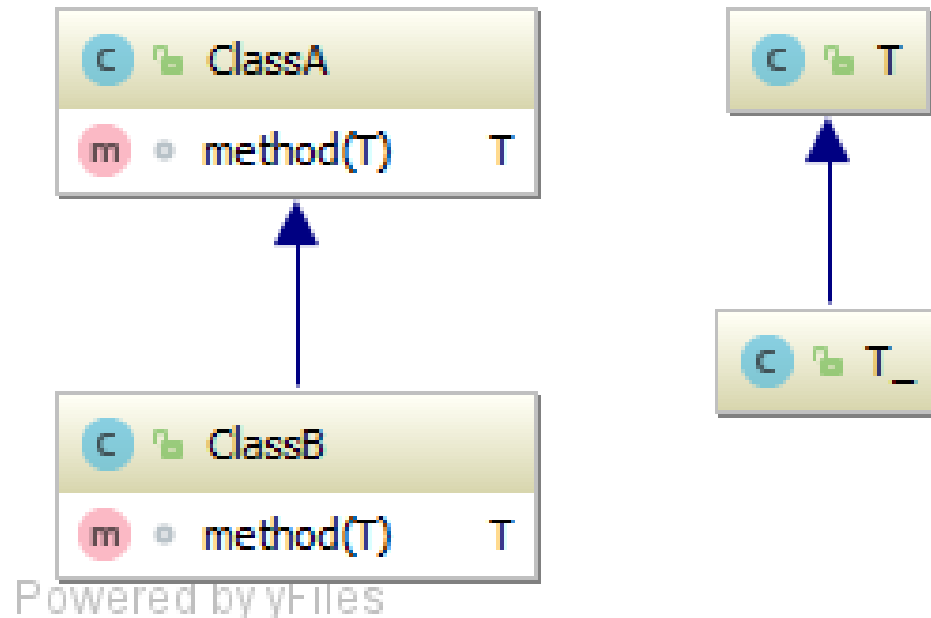 C ClassA
m method(T) T
C T
C T_
C ClassB
m method(T) T
Powered by yFiles